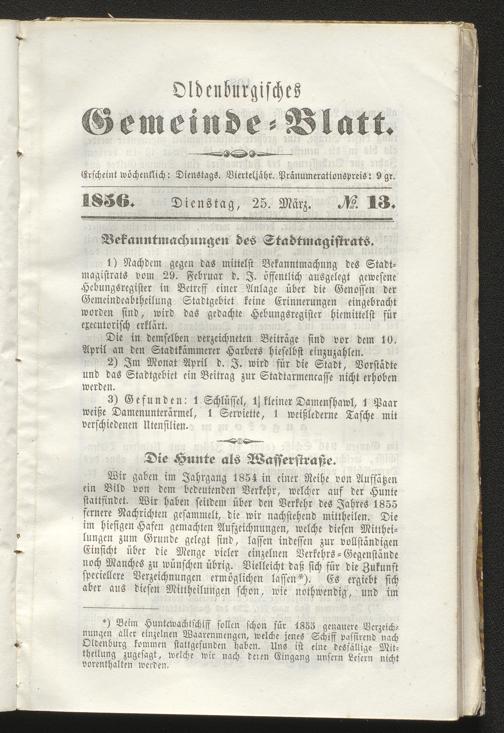 Oldenburgisches
Gemeinde-Blatt.
Erscheint wöchentlich: Dienstags. Vierteljähr. Pränumerationspreis: 9 gr.
1856. Dienstag, 25. März. №. 13.
Bekanntmachungen des Stadtmagistrats.
1) Nachdem gegen das mittelst Bekanntmachung des Stadt-
magistrats vom 29. Februar d. J. öffentlich ausgelegt gewesene
Hebungsregister in Betreff einer Anlage über die Genossen der
Gemeindeabtheilung Stadtgebiet keine Erinnerungen eingebracht
worden sind, wird das gedachte Hebungsregister hiemittelst für
executorisch erklärt.
Die in demselben verzeichneten Beiträge sind vor dem 10.
April an den Stadtkämmerer Harbers hieselbst einzuzahlen.
2) Im Monat April d. J. wird für die Stadt, Vorstädte
und das Stadtgebiet ein Beitrag zur Stadtarmencasse nicht erhoben
werden.
3) Gefunden: 1 Schlüssel, 1 kleiner Damenshawl, 1 Paar
weiße Damenunterärmel, 1 Serviette, 1 weißlederne Tasche mit
verschiedenen Utensilien.
Die Hunte als Wasserstraße.
Wir gaben im Jahrgang 1854 in einer Reihe von Aufsätzen
ein Bild von dem bedeutenden Verkehr, welcher auf der Hunte
stattfindet. Wir haben seitdem über den Verkehr des Jahres 1855
fernere Nachrichten gesammelt, die wir nachstehend mittheilen. Die
im hiesigen Hafen gemachten Aufzeichnungen, welche diesen Mitthei-
lungen zum Grunde gelegt sind, lassen indessen zur vollständigen
Einsicht über die Menge vieler einzelnen Verkehrs-Gegenstände
noch Manches zu wünschen übrig. Vielleicht daß sich für die Zukunft
speciellere Verzeichnungen ermöglichen lassen*). Es ergiebt sich
aber aus diesen Mittheilungen schon, wie nothwendig, und im
*) Beim Huntewachtschiff sollen schon für 1855 genauere Verzeich-
nungen aller einzelnen Waarenmengen, welche jenes Schiff passirend nach
Oldenburg kommen stattgefunden haben. Uns ist eine desfällige Mit-
theilung zugesagt, welche wir nach deren Eingang unsern Lesern nicht
vorenthalten werden.